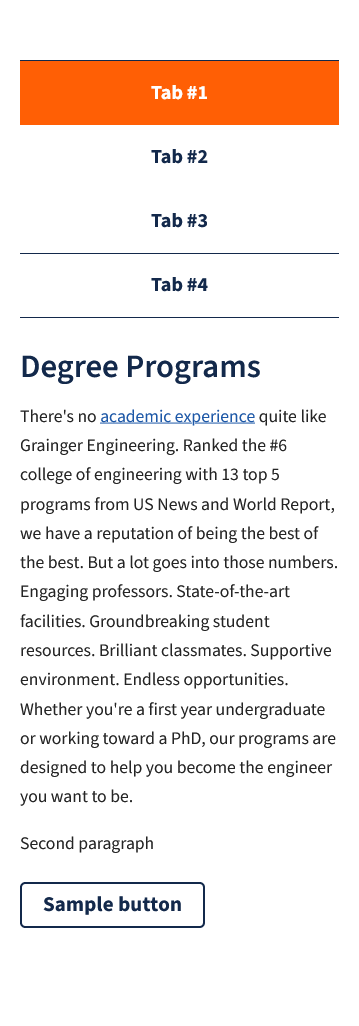 Tab #1
Tab #2
Tab #3
Tab #4
Degree Programs
There's no academic experience quite like
Grainger Engineering. Ranked the #6
college of engineering with 13 top 5
programs from US News and World Report,
we have a reputation of being the best of
the best. But a lot goes into those numbers.
Engaging professors. State-of-the-art
facilities. Groundbreaking student
resources. Brilliant classmates. Supportive
environment. Endless opportunities.
Whether you're a first year undergraduate
or working toward a PhD, our programs are
designed to help you become the engineer
you want to be.
Second paragraph
Sample button